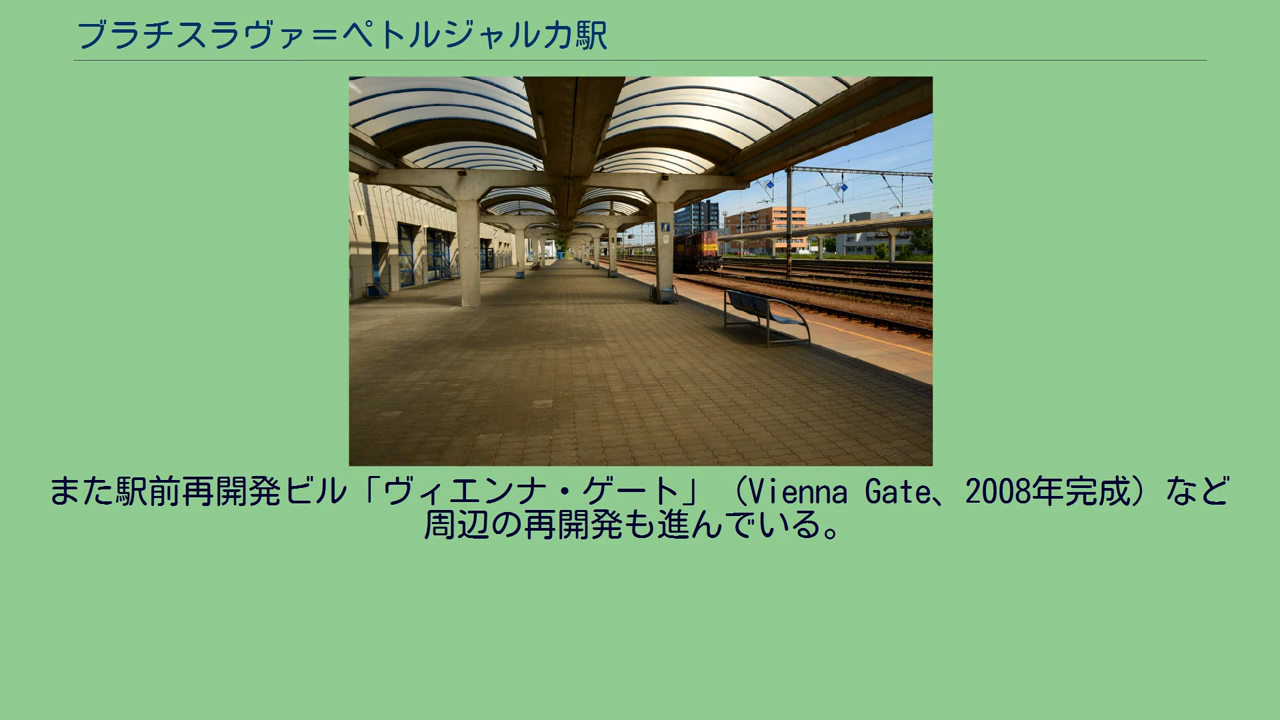 ブラチスラヴァ＝ペトルジャルカ駅
また駅前再開発ビル「ヴィエンナ・ゲート」（Vienna Gate、2008年完成）など
周辺の再開発も進んでいる。